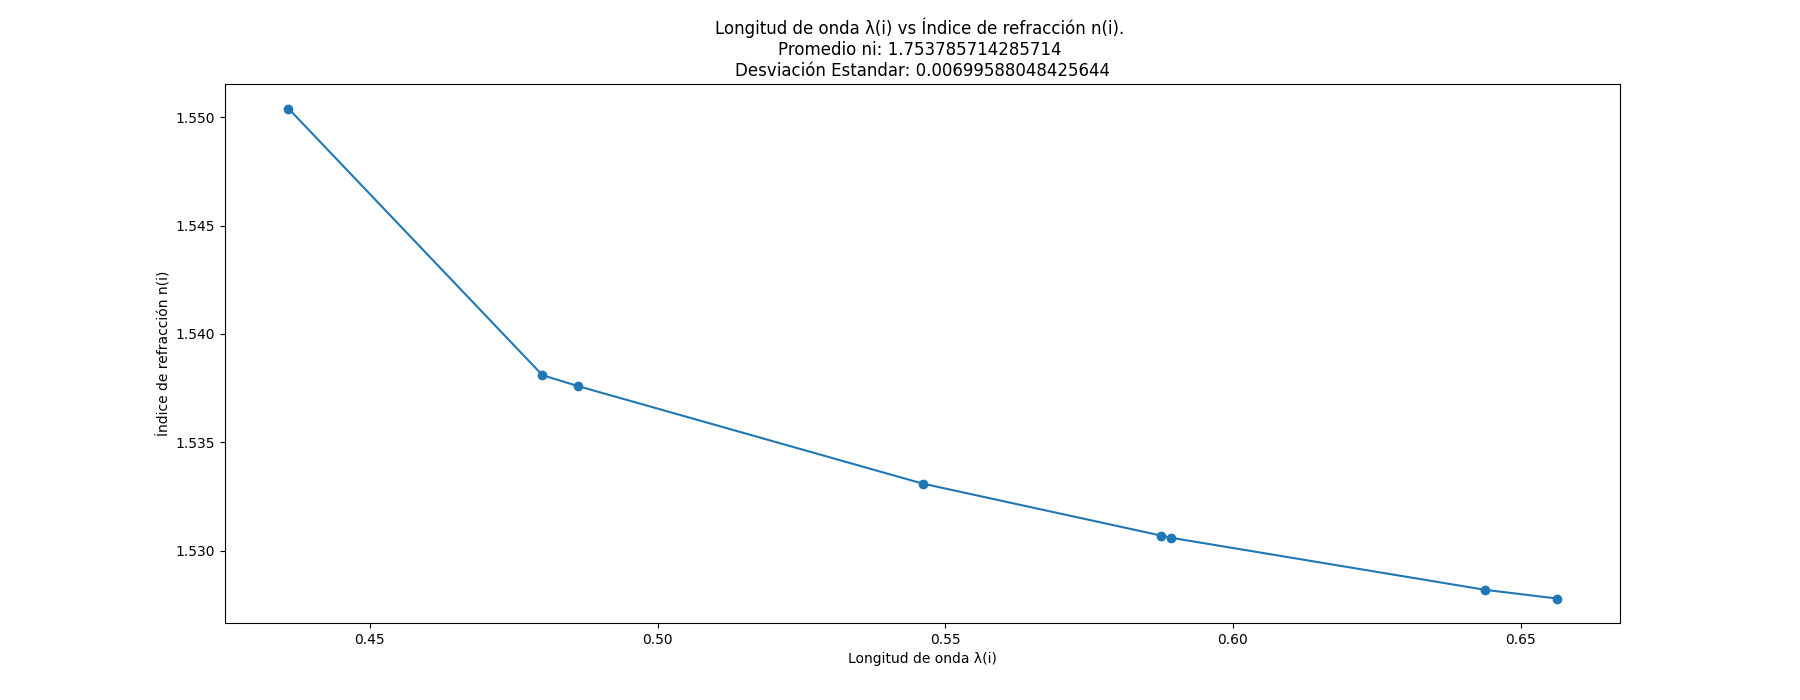 Longitud de onda λ(i) vs Índice de refracción n(i).
Promedio ni: 1.753785714285714
Desviación Estandar: 0.00699588048425644
1.550
1.545
1.540
1.535
1.530
Índice de refracción n(i)
0.45
0.50
0.55
0.60
0.65
Longitud de onda λ(i)